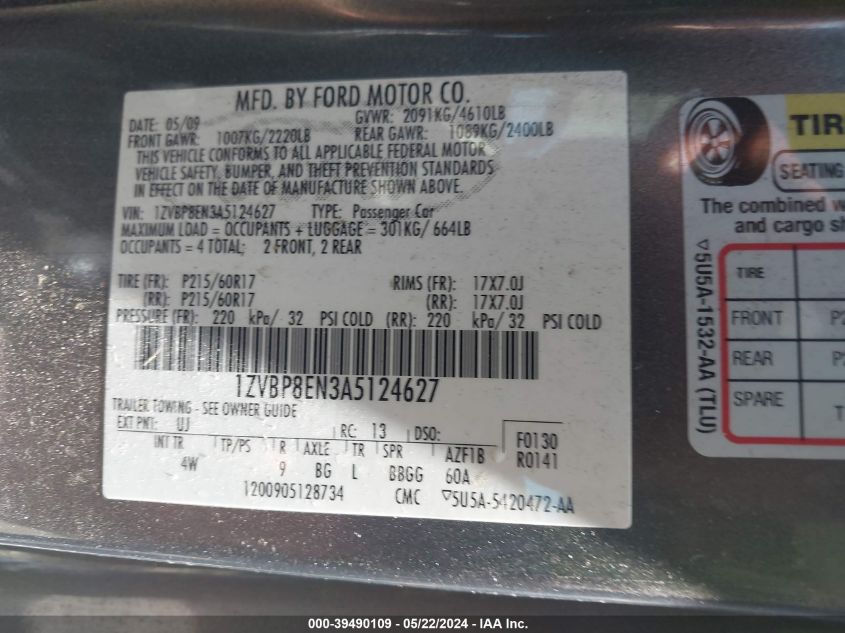 MFD. BY FORD MOTOR CO.
DATE: 05/09 GVWR: 2091KG/4610LB
FRONT GAWR: 1007KG/2220LB REAR GAWR: 1089KG/2400LB
THIS VEHICLE CONFORMS TO ALL APPLICABLE FEDERAL MOTOR
VEHICLE SAFETY, BUMPER, AND THEFT PREVENTION STANDARDS
IN EFFECT ON THE DATE OF MANUFACTURE SHOWN ABOVE.
VIN: 1ZVBP8EN3A5124627 TYPE: Passenger Car
MAXIMUM LOAD = OCCUPANTS + LUGGAGE = 301KG/ 664LB
OCCUPANTS = 4 TOTAL; 2 FRONT, 2 REAR
TIRE (FR): P215/60R17 RIMS (FR): 17X7.0J
(RR): P215/60R17 (RR): 17X7.0J
PRESSURE (FR): 220 kPa/ 32 PSI COLD (RR): 220 kPa/ 32 PSI COLD
1ZVBP8EN3A5124627
TRAILER TOWING - SEE OWNER GUIDE
EXT PNT: UJ RC: 13 DSO: F0130
INT TR TP/PS R AXLE TR SPR AZF1B R0141
4W 9 BG L BBGG 60A
1200905128734 CMC ▽5U5A-5420472-AA
TIR
SEATING
The combined w
and cargo sh
▽5U5A-1532-AA (TLU)
TIRE
FRONT P2
REAR P2
SPARE T
000-39490109 - 05/22/2024 - IAA Inc.